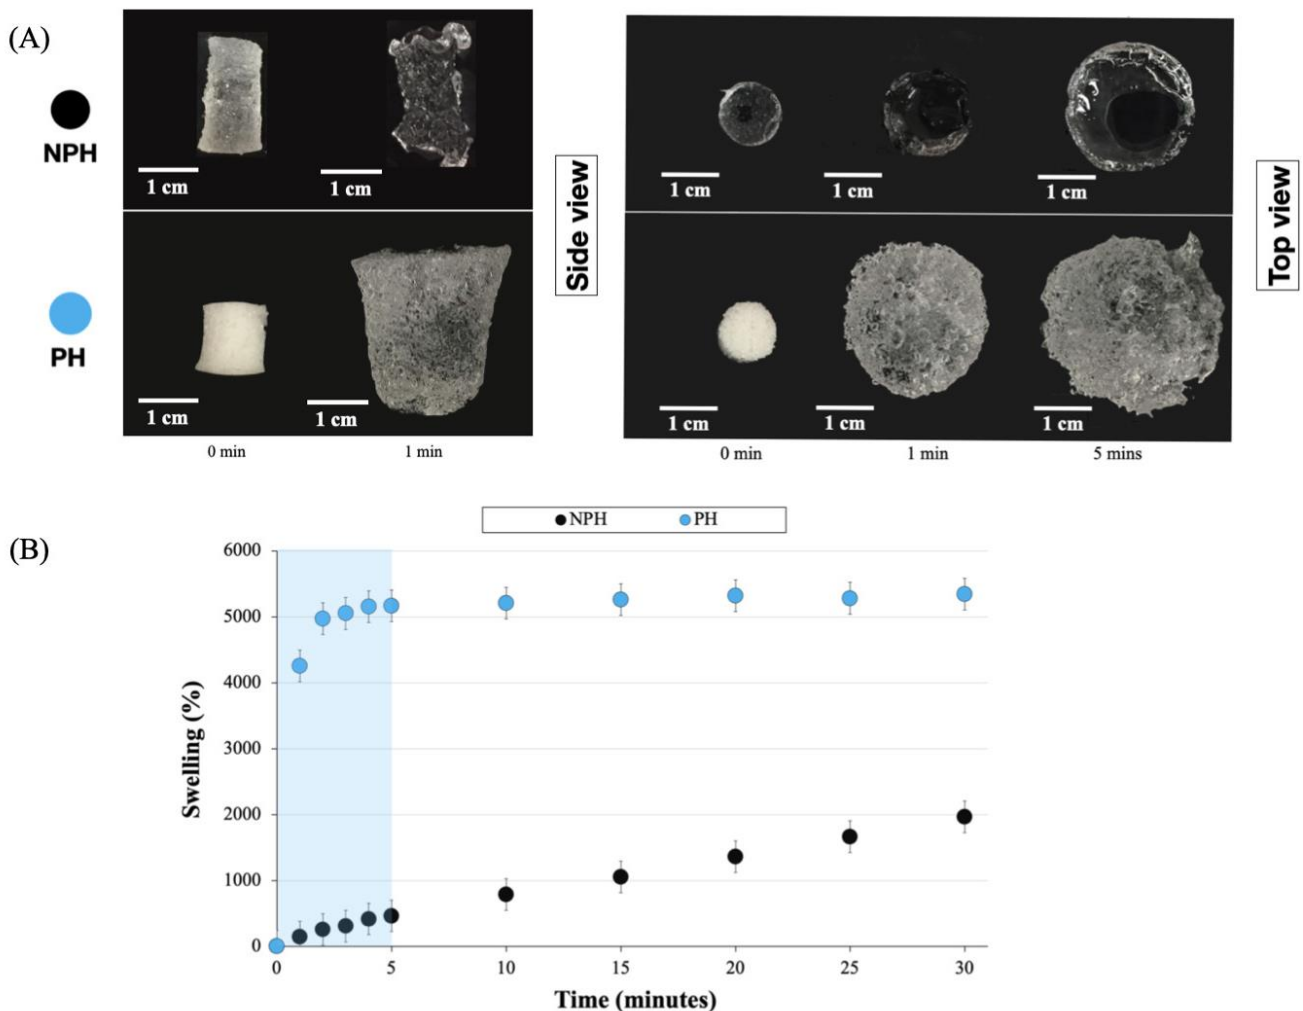 (A)
NPH
1 cm
1 cm
Side view
1 cm
1 cm
1 cm
Top view
PH
1 cm
1 cm
1 cm
1 cm
1 cm
0 min
1 min
0 min
1 min
5 mins
(B)
NPH PH
6000
5000
4000
3000
2000
1000
0
Swelling (%)
0 5 10 15 20 25 30
Time (minutes)